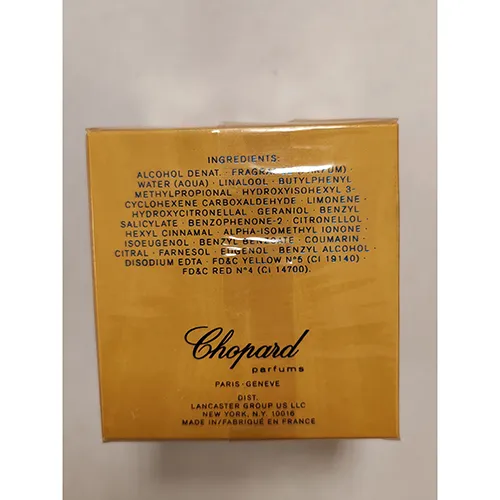 INGREDIENTS:
ALCOHOL DENAT. · FRAGRANCE (PARFUM) ·
WATER (AQUA) · LINALOOL · BUTYLPHENYL
METHYLPROPIONAL · HYDROXYISOHEXYL 3-
CYCLOHEXENE CARBOXALDEHYDE · LIMONENE ·
HYDROXYCITRONELLAL · GERANIOL · BENZYL
SALICYLATE · BENZOPHENONE-2 · CITRONELLOL ·
HEXYL CINNAMAL · ALPHA-ISOMETHYL IONONE ·
ISOEUGENOL · BENZYL BENZOATE · COUMARIN ·
CITRAL · FARNESOL · EUGENOL · BENZYL ALCOHOL ·
DISODIUM EDTA · FD&C YELLOW N°5 (CI 19140) ·
FD&C RED N°4 (CI 14700).
Chopard
parfums
PARIS · GENÈVE
DIST.
LANCASTER GROUP US LLC
NEW YORK, N.Y. 10016
MADE IN/FABRIQUÉ EN FRANCE